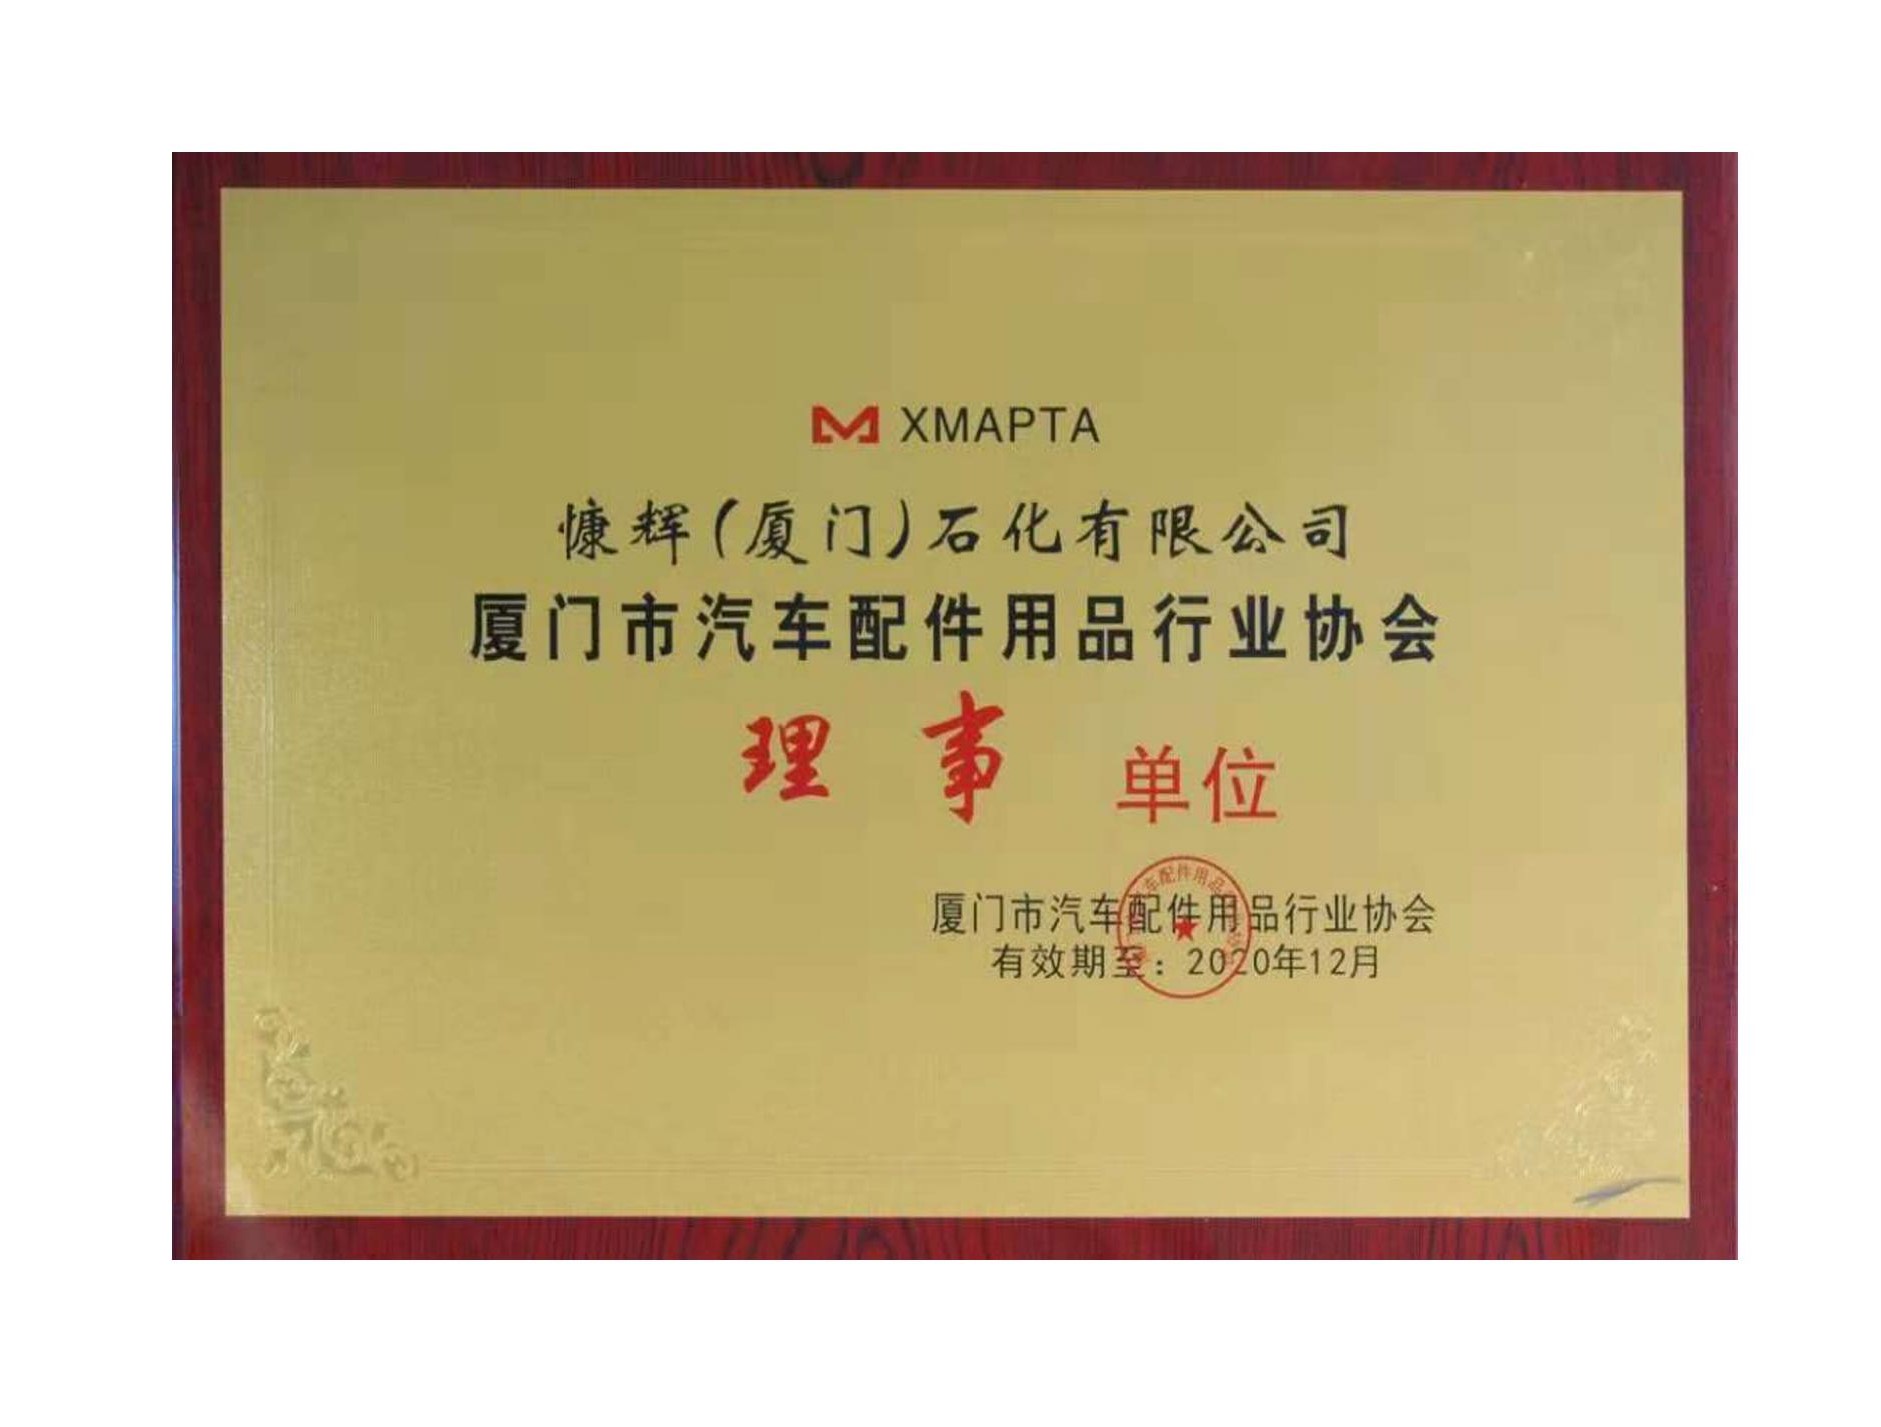 XMAPTA
慷辉(厦门)石化有限公司
厦门市汽车配件用品行业协会
理事单位
厦门市汽车配件用品行业协会
有效期至：2020年12月